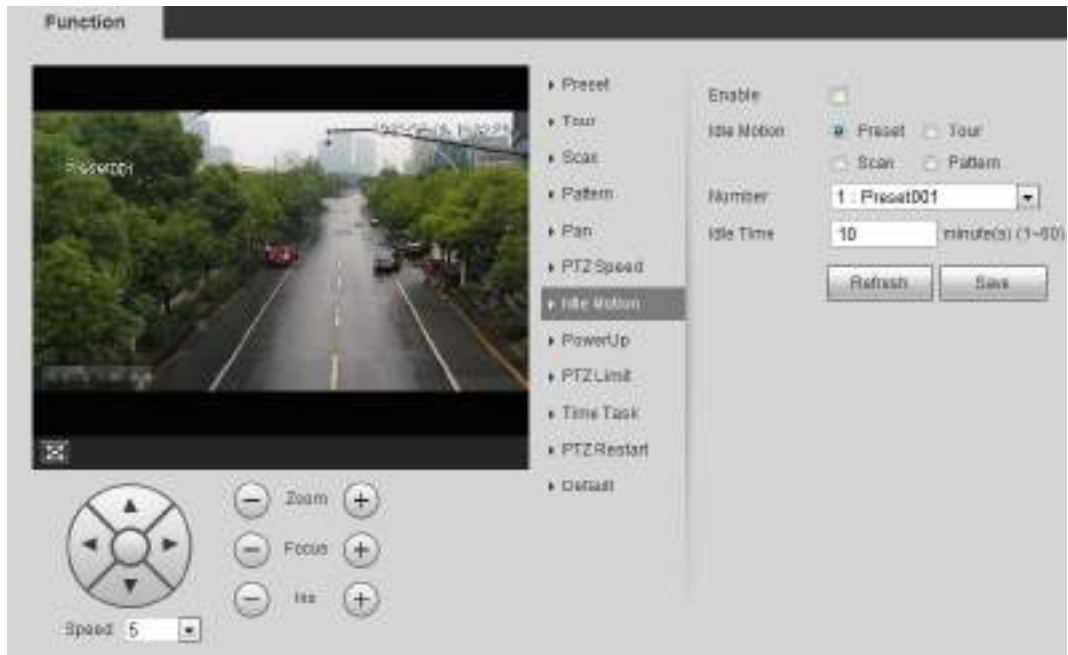 Function
Preset001
Preset
Tour
Scan
Pattern
Pan
PTZ Speed
Idle Motion
PowerUp
PTZ Limit
Time Task
PTZ Restart
Default
Enable
Idle Motion Preset Tour
Scan Pattern
Number 1 : Preset001
Idle Time 10 minute(s) (1~60)
Refresh Save
Zoom
Focus
Iris
Speed 5